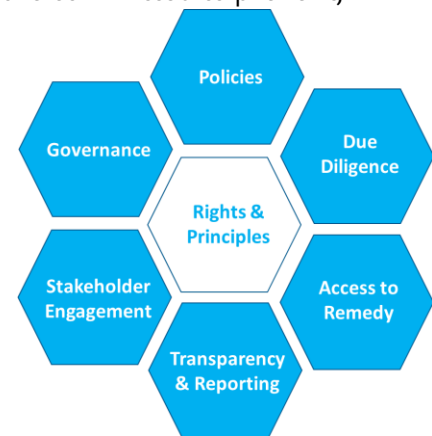 Policies
Governance
Due
Diligence
Rights &
Principles
Stakeholder
Engagement
Access to
Remedy
Transparency
& Reporting